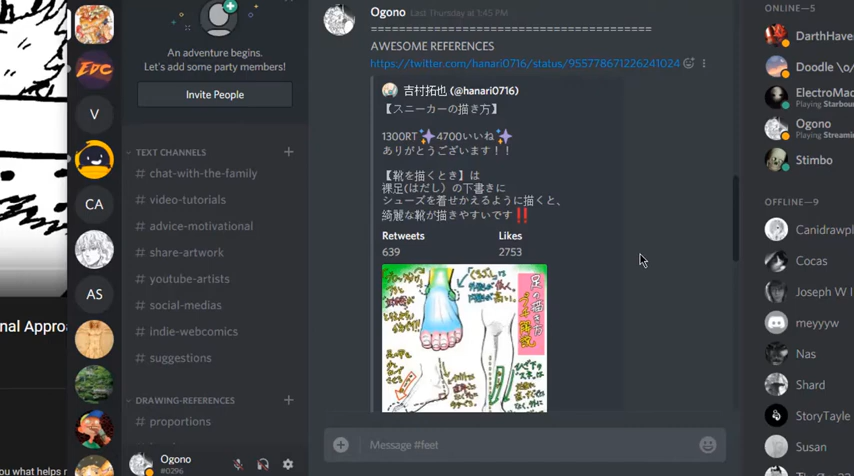 EDC
V
CA
AS
nal Approa
ou what helps n
An adventure begins.
Let's add some party members!
Invite People
TEXT CHANNELS
# chat-with-the-family
# video-tutorials
# advice-motivational
# share-artwork
# youtube-artists
# social-medias
# indie-webcomics
# suggestions
DRAWING-REFERENCES
# proportions
Ogono
#0296
Ogono Last Thursday at 1:45 PM
=======================================
AWESOME REFERENCES
https://twitter.com/hanari0716/status/955778671226241024
吉村拓也 (@hanari0716)
【スニーカーの描き方】
1300RT✨4700いいね✨
ありがとうございます！！
【靴を描くとき】は
裸足(はだし）の下書きに
シューズを着せかえるように描くと、
綺麗な靴が描きやすいです‼️
Retweets Likes
639 2753
足の描き方
Message #feet
ONLINE—5
DarthHave
Doodle \o/
ElectroMac
Playing Starbou
Ogono
Playing Streamin
Stimbo
OFFLINE—9
Canidrawpl
Cocas
Joseph W I
meyyyw
Nas
Shard
StoryTayle
Susan